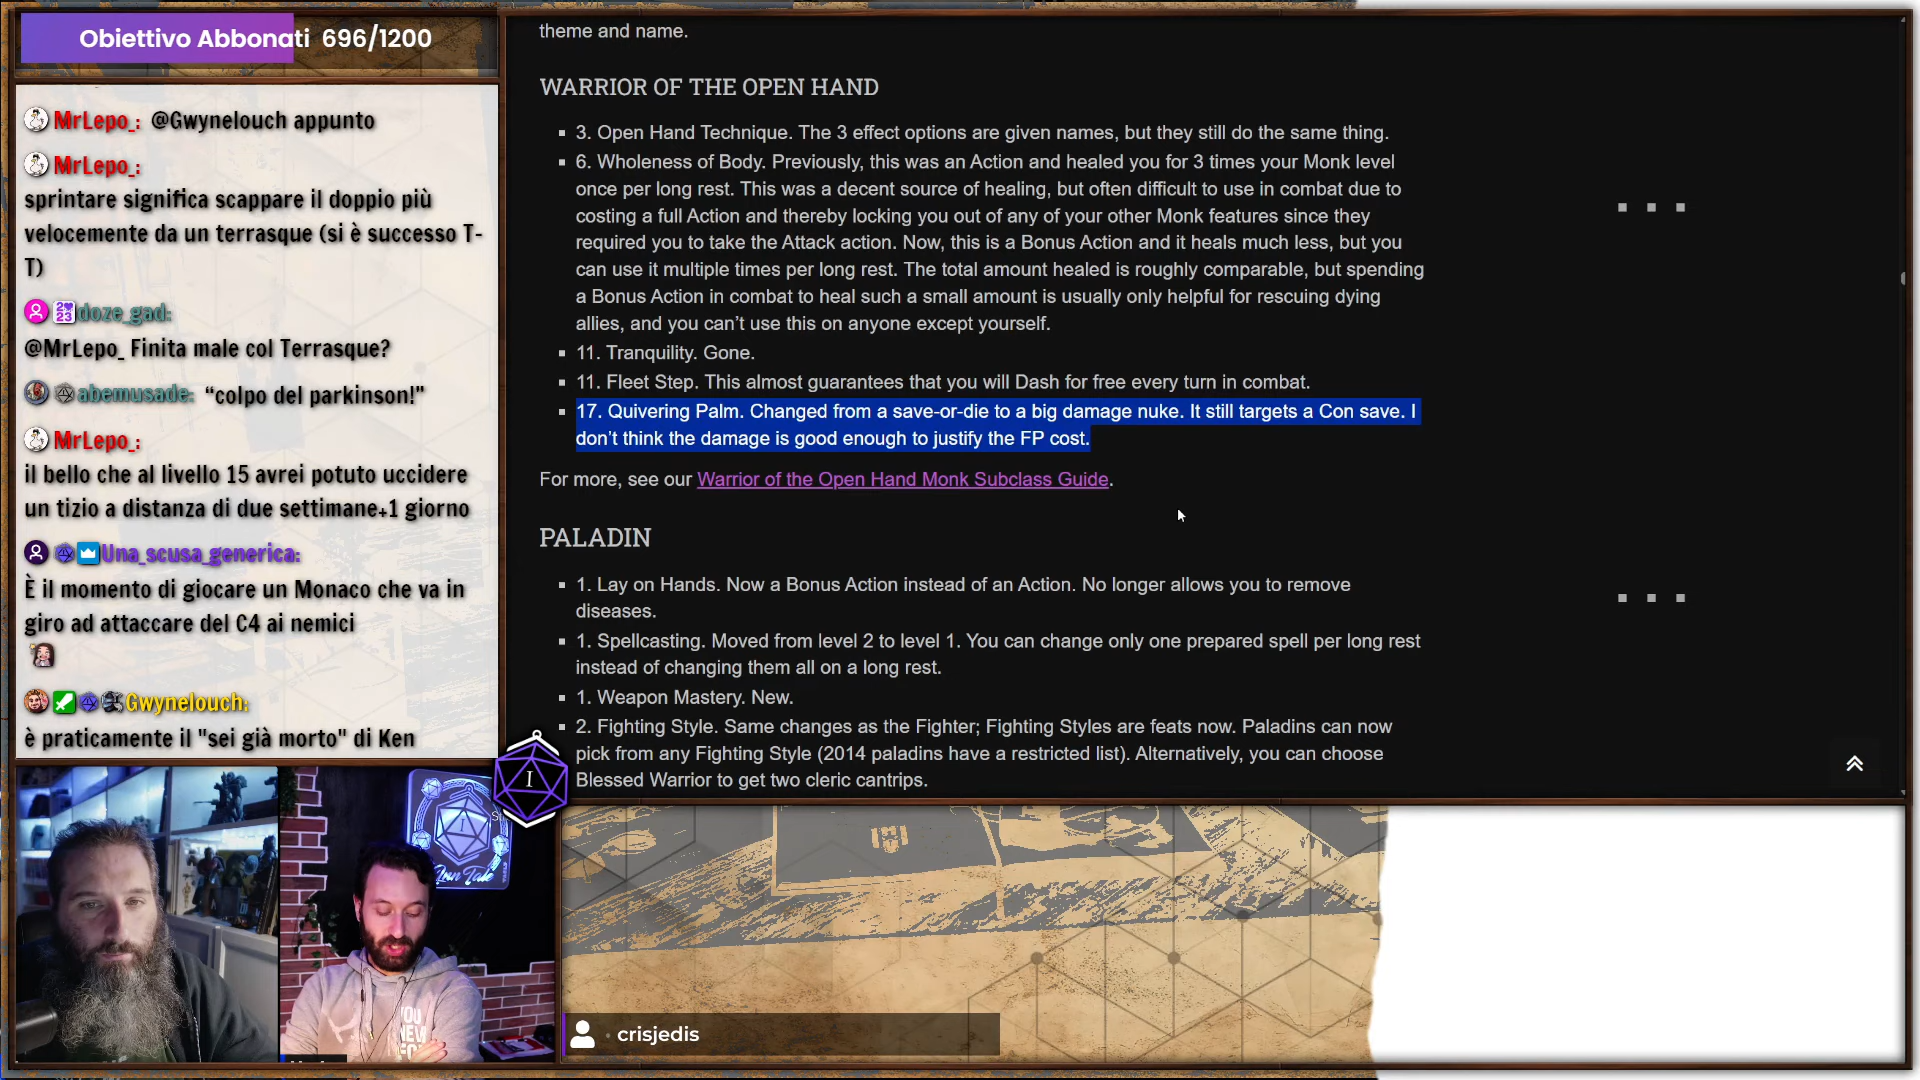 Obiettivo Abbonati 696/1200
MrLepo_: @Gwynelouch appunto
MrLepo_:
sprintare significa scappare il doppio più
velocemente da un terrasque (si è successo T-
T)
doze_gad:
@MrLepo_ Finita male col Terrasque?
abemusade: “colpo del parkinson!”
MrLepo_:
il bello che al livello 15 avrei potuto uccidere
un tizio a distanza di due settimane+1 giorno
Una_scusa_generica:
È il momento di giocare un Monaco che va in
giro ad attaccare del C4 ai nemici
Gwynelouch:
è praticamente il "sei già morto" di Ken
theme and name.
WARRIOR OF THE OPEN HAND
3. Open Hand Technique. The 3 effect options are given names, but they still do the same thing.
6. Wholeness of Body. Previously, this was an Action and healed you for 3 times your Monk level
once per long rest. This was a decent source of healing, but often difficult to use in combat due to
costing a full Action and thereby locking you out of any of your other Monk features since they
required you to take the Attack action. Now, this is a Bonus Action and it heals much less, but you
can use it multiple times per long rest. The total amount healed is roughly comparable, but spending
a Bonus Action in combat to heal such a small amount is usually only helpful for rescuing dying
allies, and you can’t use this on anyone except yourself.
11. Tranquility. Gone.
11. Fleet Step. This almost guarantees that you will Dash for free every turn in combat.
17. Quivering Palm. Changed from a save-or-die to a big damage nuke. It still targets a Con save. I
don’t think the damage is good enough to justify the FP cost.
For more, see our Warrior of the Open Hand Monk Subclass Guide.
PALADIN
1. Lay on Hands. Now a Bonus Action instead of an Action. No longer allows you to remove
diseases.
1. Spellcasting. Moved from level 2 to level 1. You can change only one prepared spell per long rest
instead of changing them all on a long rest.
1. Weapon Mastery. New.
2. Fighting Style. Same changes as the Fighter; Fighting Styles are feats now. Paladins can now
pick from any Fighting Style (2014 paladins have a restricted list). Alternatively, you can choose
Blessed Warrior to get two cleric cantrips.
I
Inn Tale
YOU
crisjedis